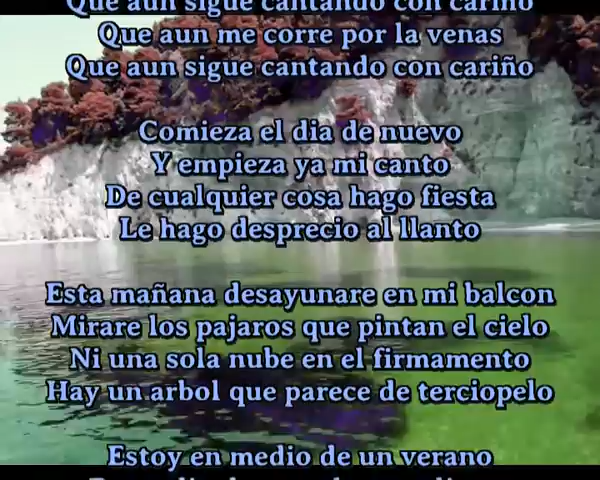 Que aun sigue cantando con cariño
Que aun me corre por la venas
Que aun sigue cantando con cariño
Comieza el dia de nuevo
Y empieza ya mi canto
De cualquier cosa hago fiesta
Le hago desprecio al llanto
Esta mañana desayunare en mi balcon
Mirare los pajaros que pintan el cielo
Ni una sola nube en el firmamento
Hay un arbol que parece de terciopelo
Estoy en medio de un verano